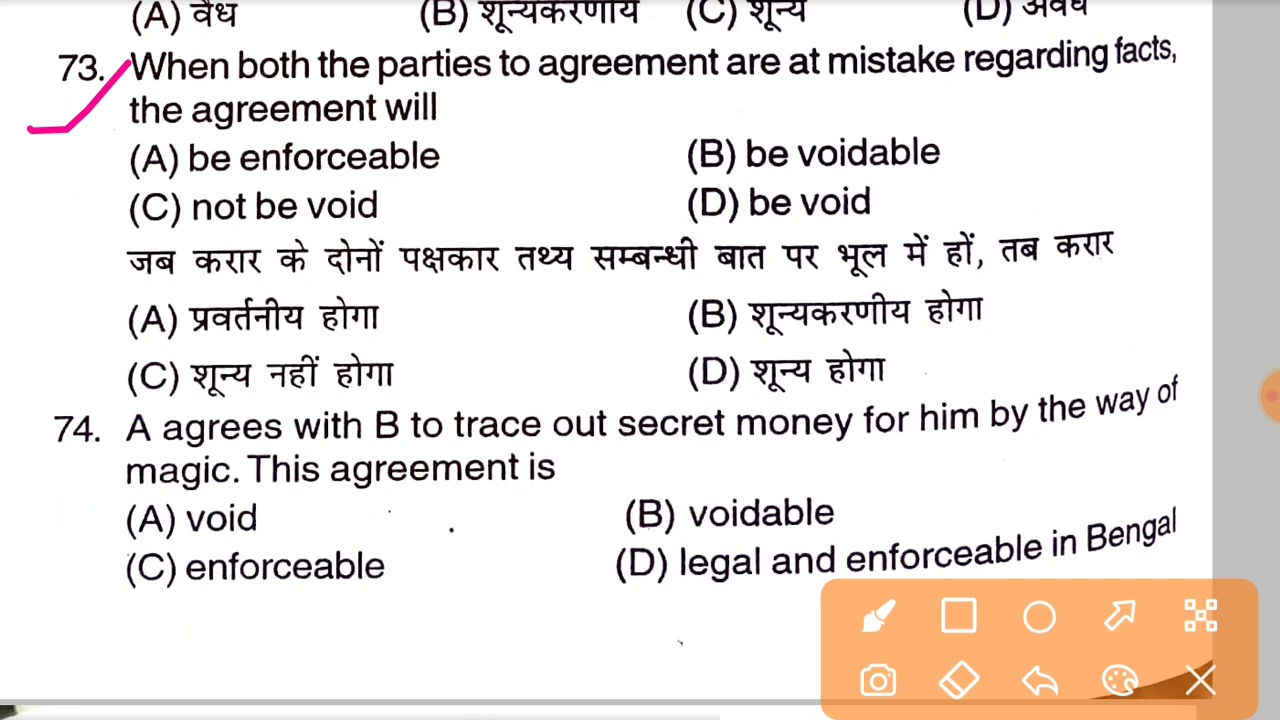 (A) वैध (B) शून्यकरणीय (C) शून्य (D) अवैध
73. When both the parties to agreement are at mistake regarding facts,
the agreement will
(A) be enforceable (B) be voidable
(C) not be void (D) be void
जब करार के दोनों पक्षकार तथ्य सम्बन्धी बात पर भूल में हों, तब करार
(A) प्रवर्तनीय होगा (B) शून्यकरणीय होगा
(C) शून्य नहीं होगा (D) शून्य होगा
74. A agrees with B to trace out secret money for him by the way of
magic. This agreement is
(A) void (B) voidable
(C) enforceable (D) legal and enforceable in Bengal